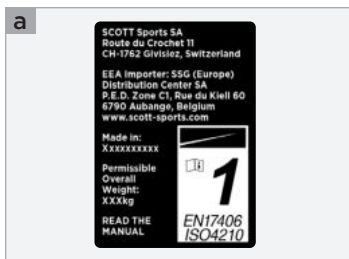 a
SCOTT Sports SA
Route du Crochet 11
CH-1762 Givisiez, Switzerland
EEA Importer: SSG (Europe)
Distribution Center SA
P.E.D. Zone C1, Rue du Kiell 60
6790 Aubange, Belgium
www.scott-sports.com
Made in:
Xxxxxxxxxx
Permissible
Overall
Weight:
XXXkg
READ THE
MANUAL
1
EN17406
ISO4210